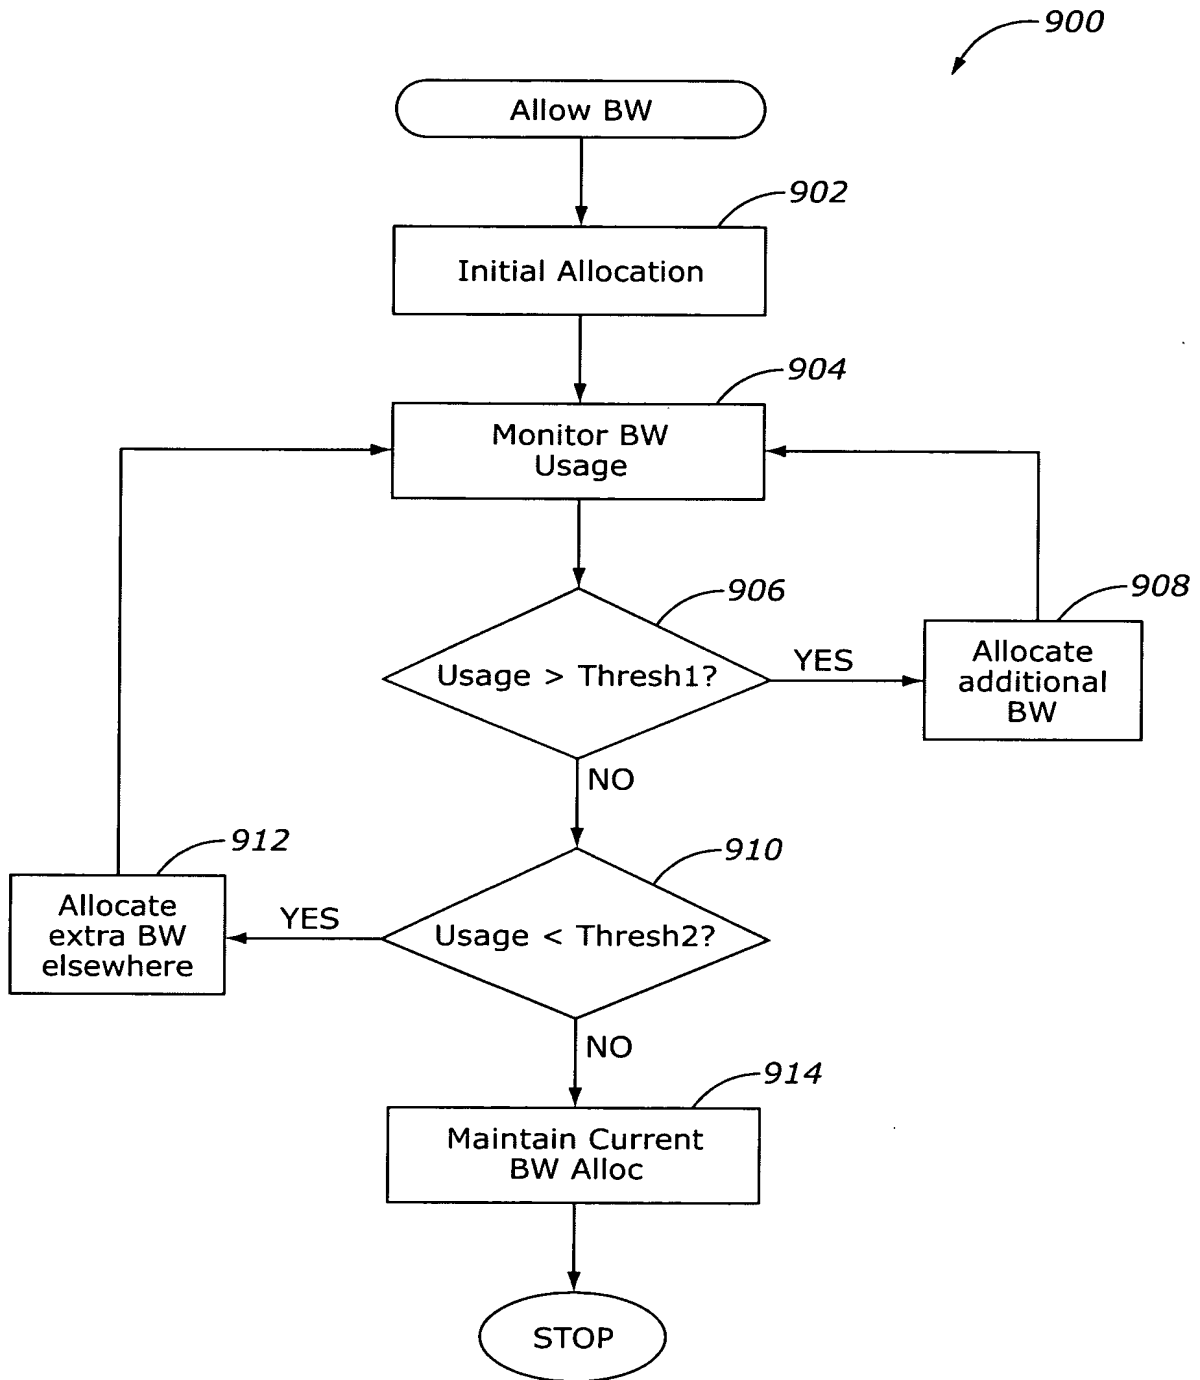 900
Allow BW
902
Initial Allocation
904
Monitor BW
Usage
906
Usage > Thresh1?
YES
908
Allocate
additional
BW
NO
910
Usage < Thresh2?
YES
912
Allocate
extra BW
elsewhere
NO
914
Maintain Current
BW Alloc
STOP